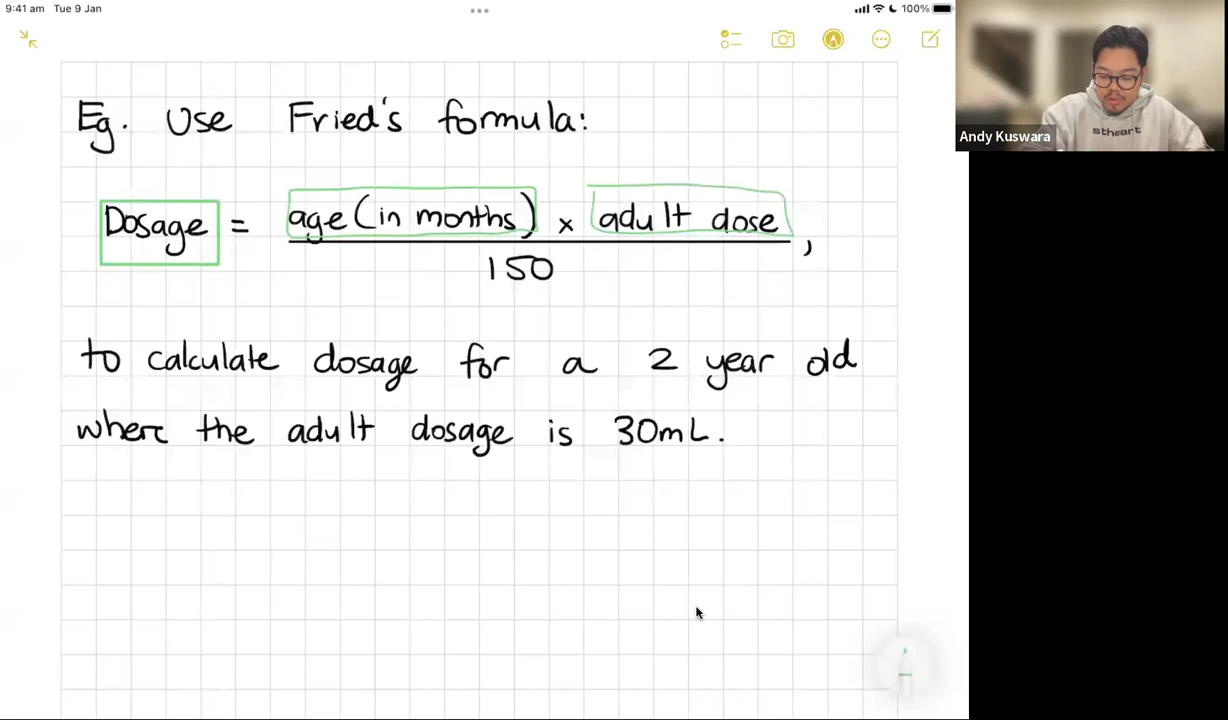 9:41 am Tue 9 Jan
100%
Eg. Use Fried's formula:
Dosage = age (in months) × adult dose
150 ,
to calculate dosage for a 2 year old
where the adult dosage is 30mL.
Andy Kuswara
stheart